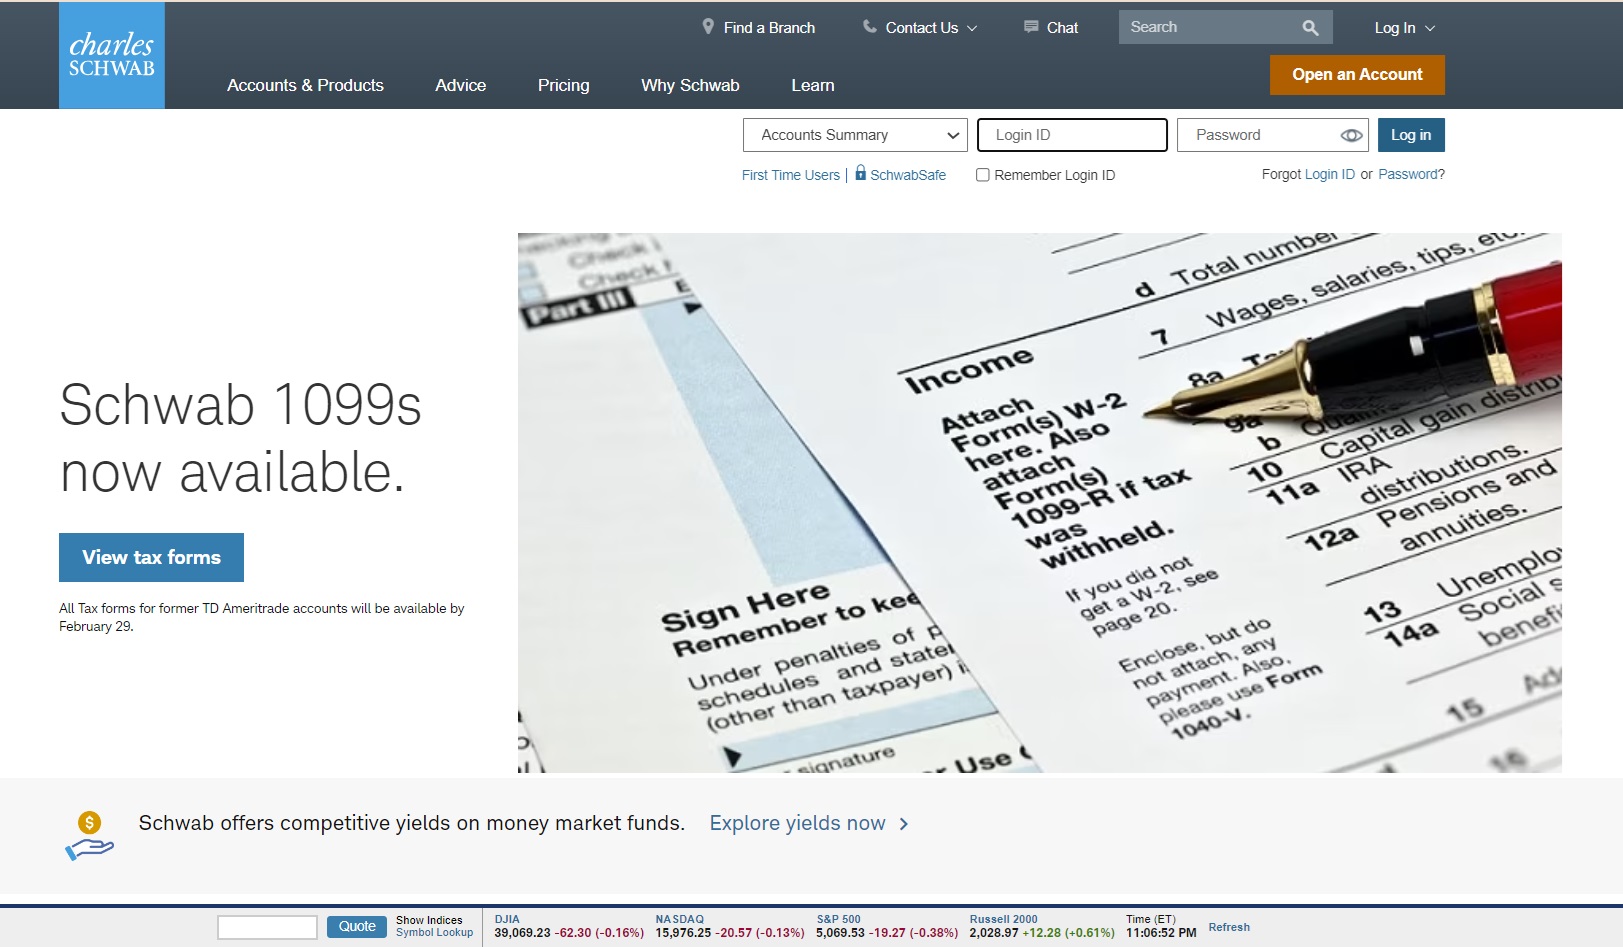 charles
SCHWAB
Find a Branch
Contact Us
Chat
Search
Log In
Open an Account
Accounts & Products
Advice
Pricing
Why Schwab
Learn
Accounts Summary
Login ID
Password
Log in
First Time Users |
SchwabSafe
Remember Login ID
Forgot Login ID or Password?
Schwab 1099s
now available.
View tax forms
All Tax forms for former TD Ameritrade accounts will be available by
February 29.
Check
Check
Part III
Sign Here
Remember to kee
Under penalties of p
schedules and state
(other than taxpayer) i
signature
Use
Income
Attach
Form(s) W-2
here. Also
attach
Form(s)
1099-R if tax
was
withheld.
If you did not
get a W-2, see
page 20.
Enclose, but do
not attach, any
payment. Also,
please use Form
1040-V.
d Total number
7 Wages, salaries, tips, etc.
8a
9a
b
10 Capital gain distrib
11a IRA
distributions.
12a Pensions and
annuities.
13 Unemplo
14a Social s
benefi
15
16
Schwab offers competitive yields on money market funds.
Explore yields now
Quote
Show Indices
Symbol Lookup
DJIA
39,069.23 -62.30 (-0.16%)
NASDAQ
15,976.25 -20.57 (-0.13%)
S&P 500
5,069.53 -19.27 (-0.38%)
Russell 2000
2,028.97 +12.28 (+0.61%)
Time (ET)
11:06:52 PM
Refresh